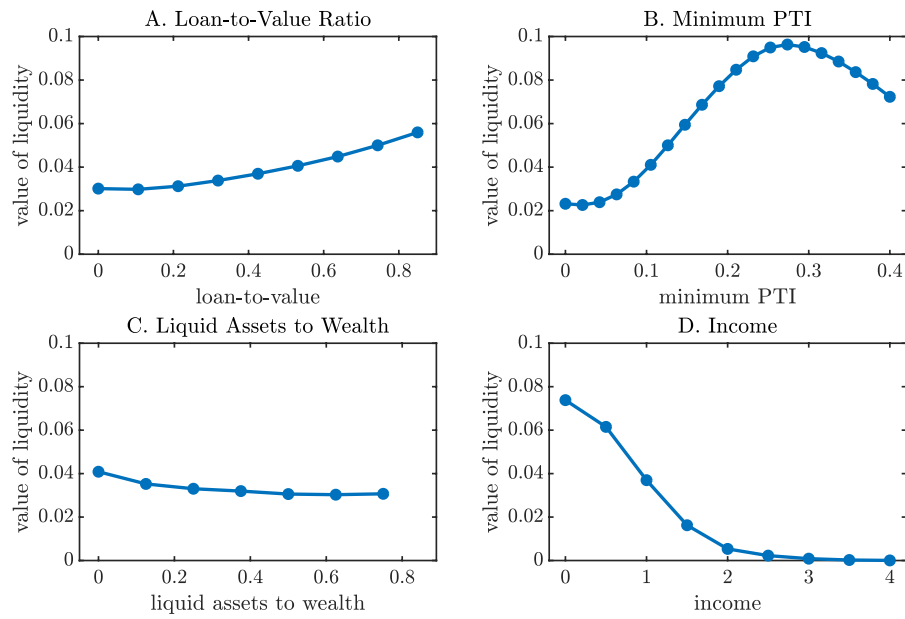 A. Loan-to-Value Ratio
0.1
0.08
0.06
0.04
0.02
0
value of liquidity
0 0.2 0.4 0.6 0.8
loan-to-value
B. Minimum PTI
0.1
0.08
0.06
0.04
0.02
0
value of liquidity
0 0.1 0.2 0.3 0.4
minimum PTI
C. Liquid Assets to Wealth
0.1
0.08
0.06
0.04
0.02
0
value of liquidity
0 0.2 0.4 0.6 0.8
liquid assets to wealth
D. Income
0.1
0.08
0.06
0.04
0.02
0
value of liquidity
0 1 2 3 4
income